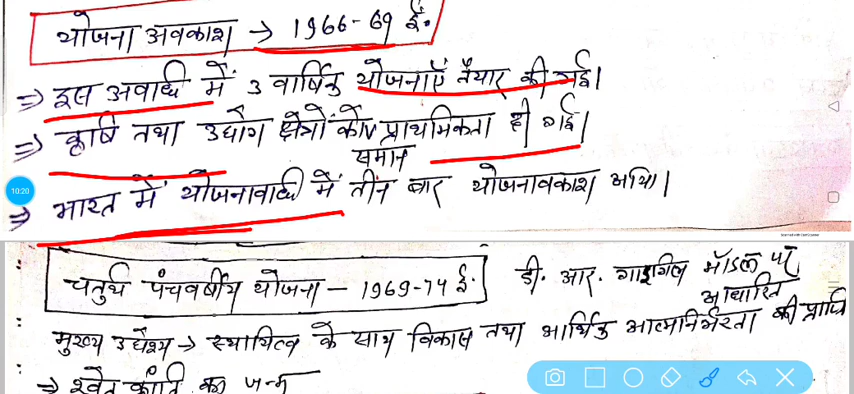 योजना अवकाश → 1966-69 ई.
⇒ इस अवधि में 3 वार्षिक योजनाएँ तैयार की गई।
⇒ कृषि तथा उद्योग क्षेत्रों को समान प्राथमिकता दी गई।
⇒ भारत में योजनावधि में तीन बार योजनावकाश आया।
10:20
चतुर्थ पंचवर्षीय योजना – 1969-74 ई. डी. आर. गाडगिल मॉडल पर आधारित
मुख्य उद्देश्य → स्थायित्व के साथ विकास तथा आर्थिक आत्मनिर्भरता की प्राप्ति
⇒ श्वेत क्रांति का जन्म